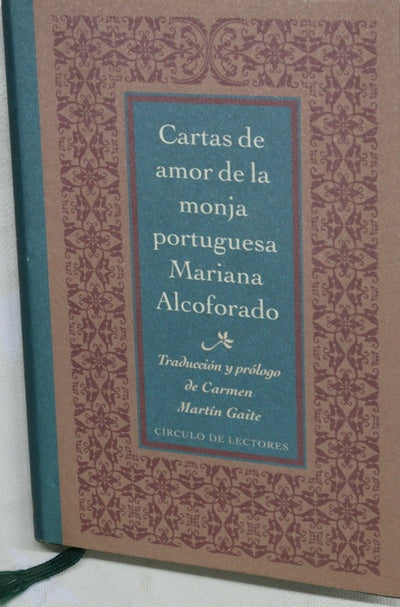 Cartas de
amor de la
monja
portuguesa
Mariana
Alcoforado
Traducción y prólogo
de Carmen
Martín Gaite
CÍRCULO DE LECTORES